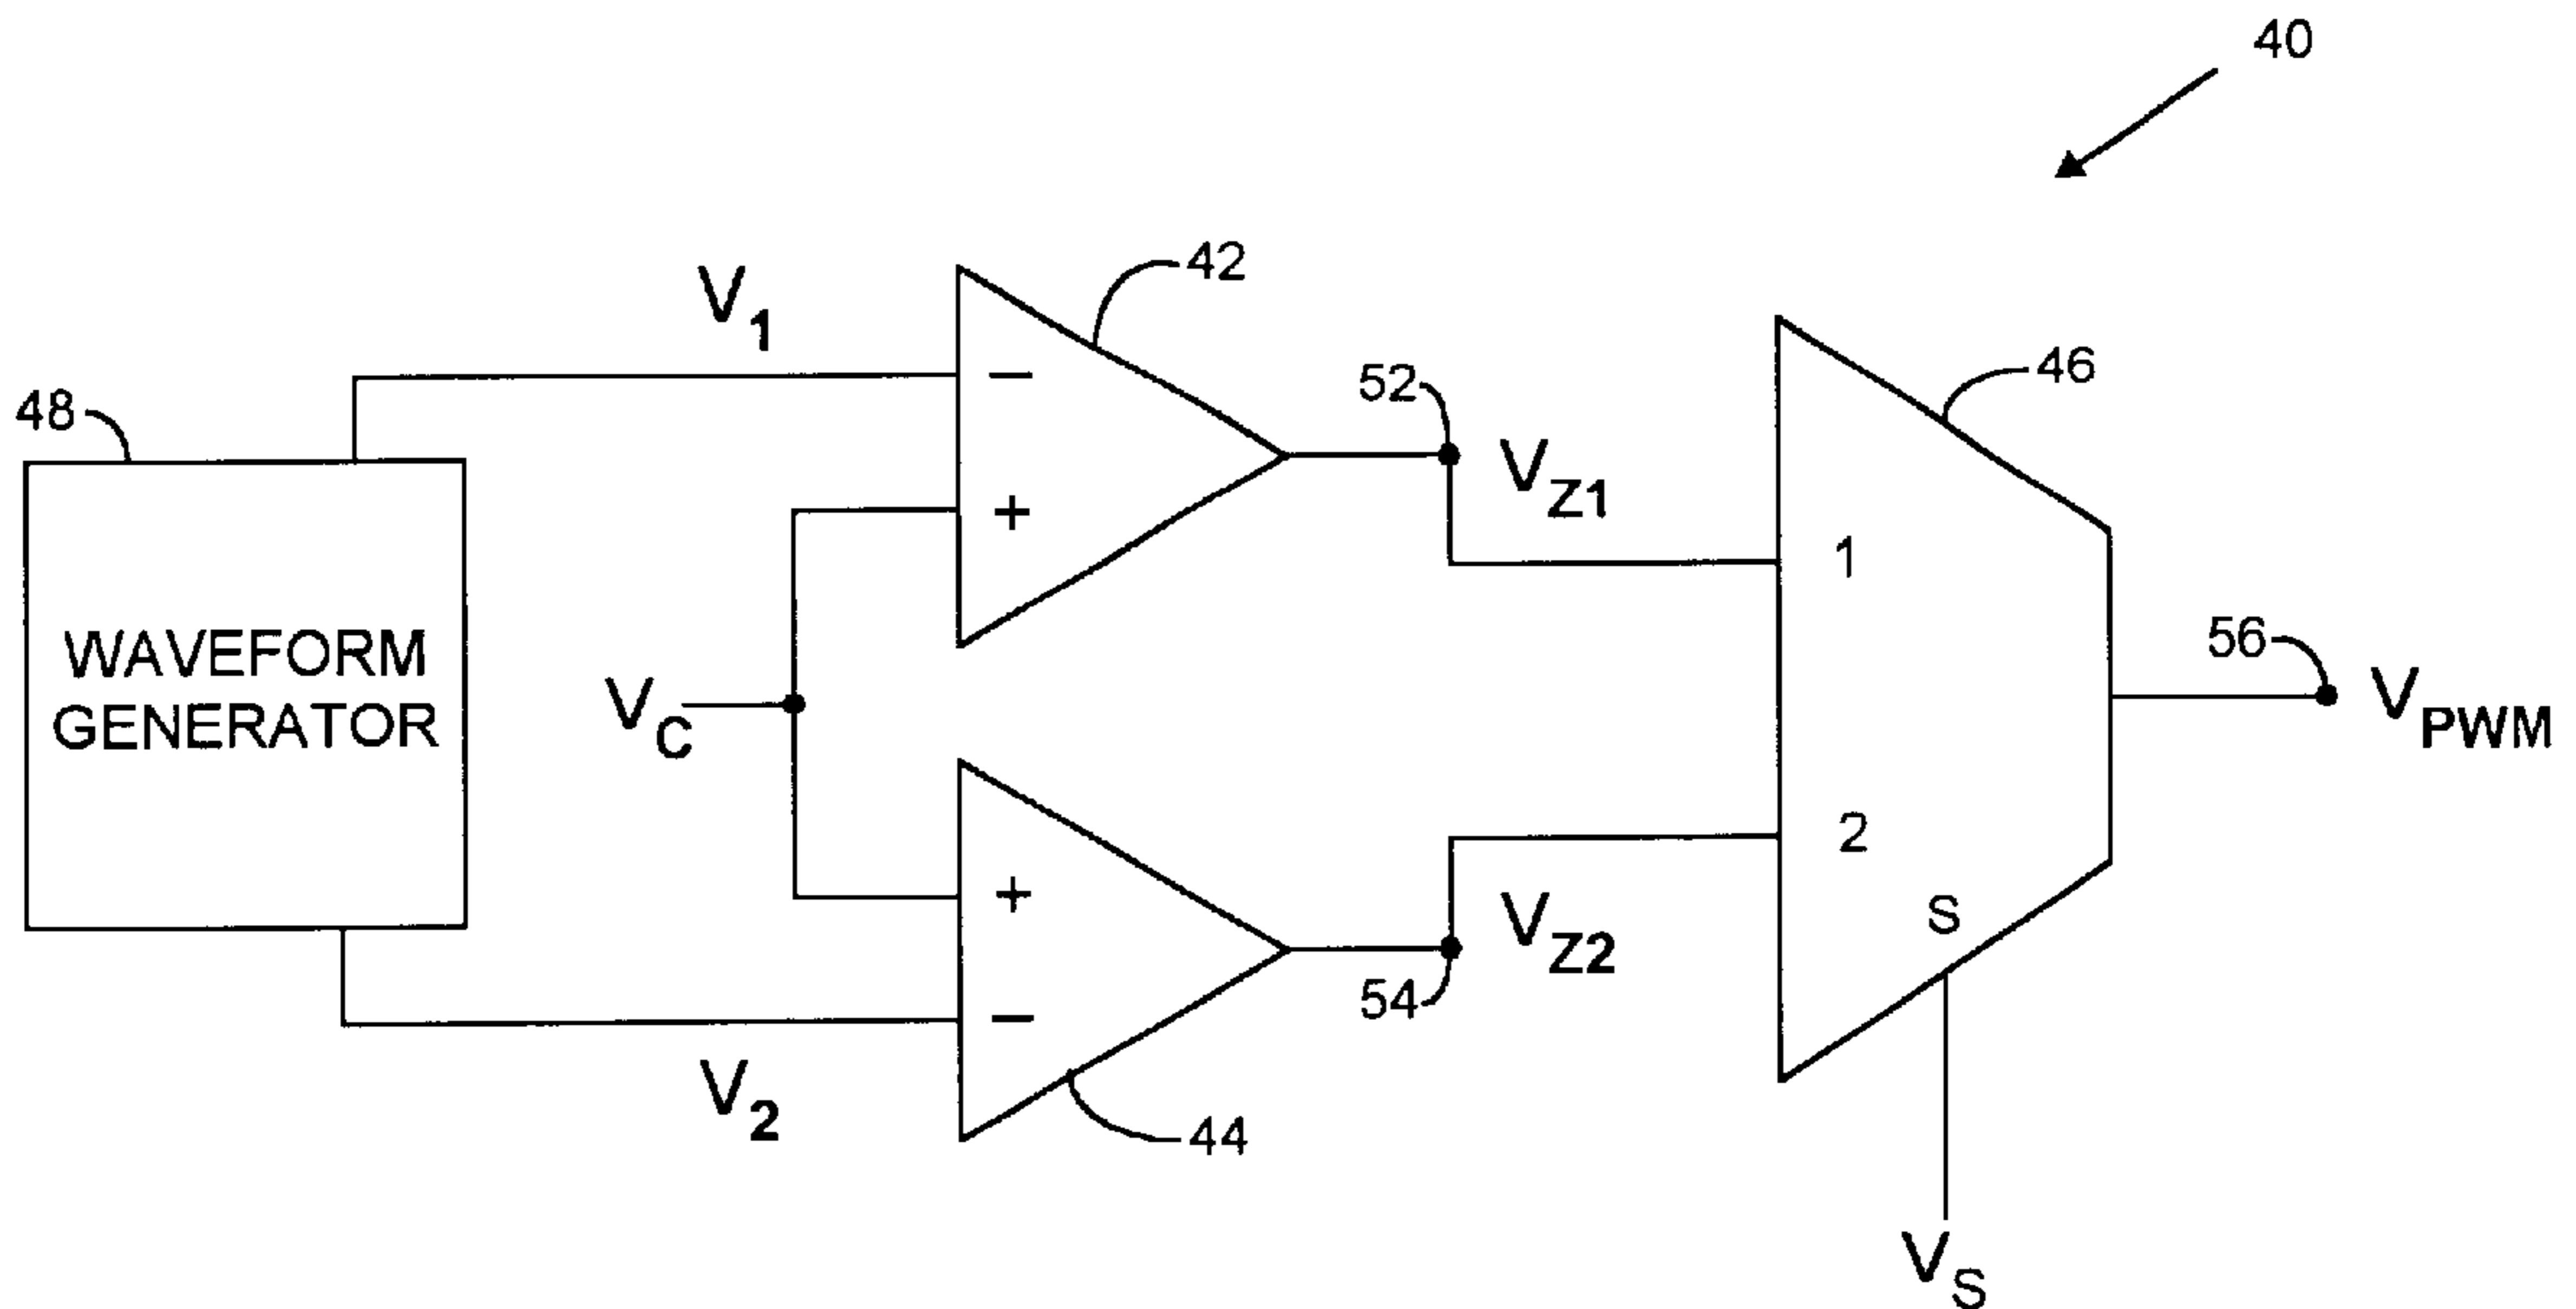 40
42
V1
46
52
48
VZ1
−
+
1
WAVEFORM
GENERATOR
VC
56
VPWM
2
+
S
VZ2
−
54
V2
44
VS